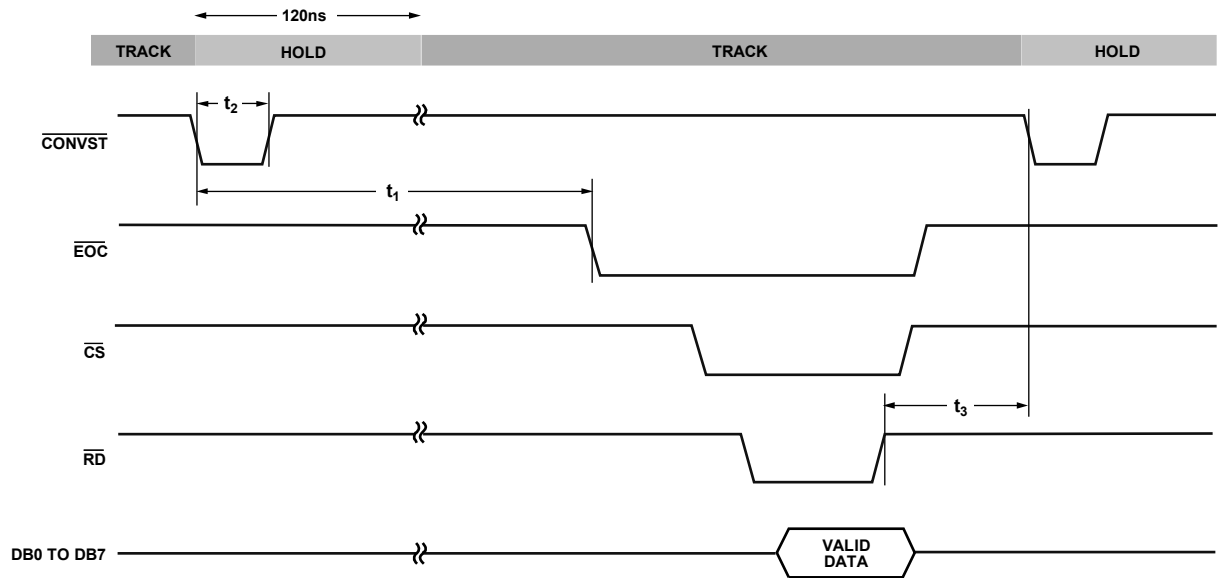 120ns
TRACK HOLD TRACK HOLD
t2
CONVST
t1
EOC
CS
t3
RD
DB0 TO DB7
VALID
DATA